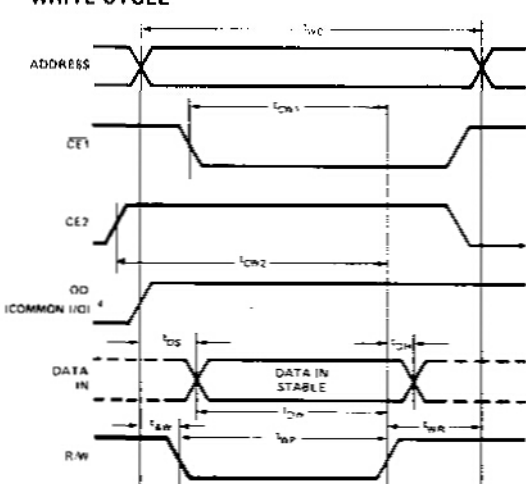 WRITE CYCLE
tWC
ADDRESS
tCW1
CE1
CE2
tCW2
OD
(COMMON I/O) 4
tDS
tDH
DATA
IN
DATA IN
STABLE
tDW
tAW
tWP
tWR
R/W